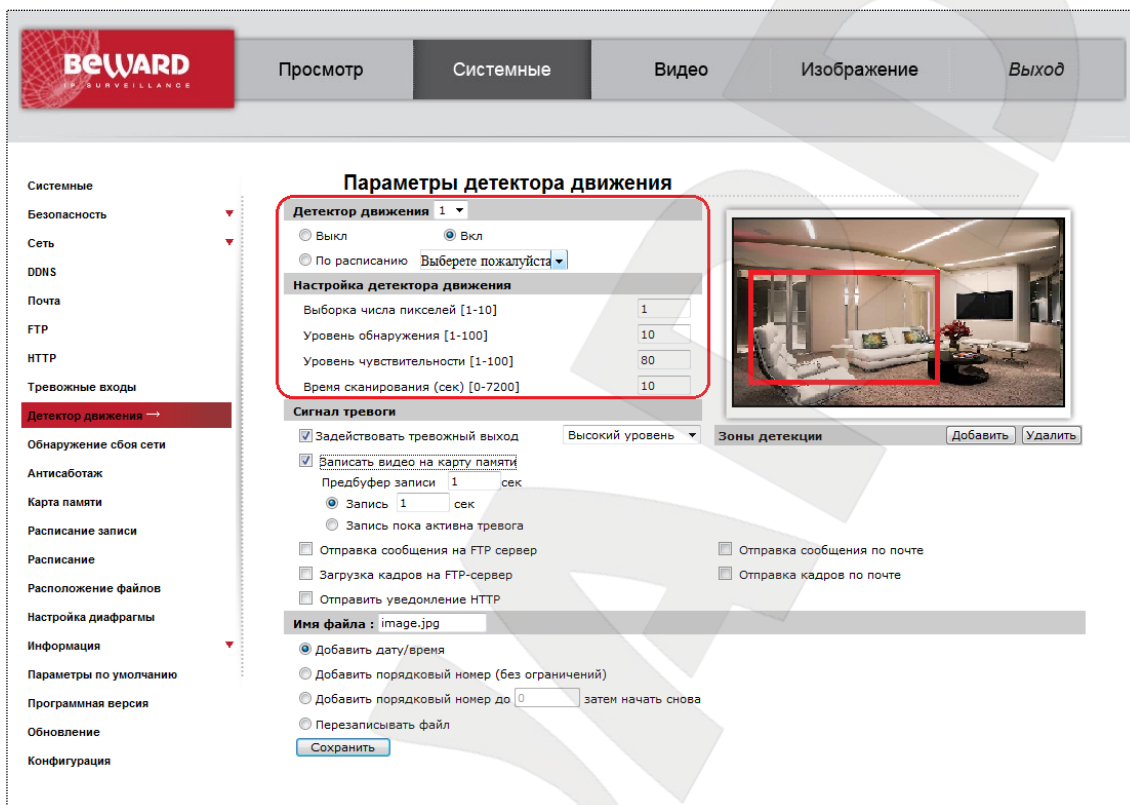 BEWARD
IP SURVEILLANCE
Просмотр
Системные
Видео
Изображение
Выход
Системные
Безопасность
Сеть
DDNS
Почта
FTP
HTTP
Тревожные входы
Детектор движения →
Обнаружение сбоя сети
Антисаботаж
Карта памяти
Расписание записи
Расписание
Расположение файлов
Настройка диафрагмы
Информация
Параметры по умолчанию
Программная версия
Обновление
Конфигурация
Параметры детектора движения
Детектор движения 1
Выкл Вкл
По расписанию Выберете пожалуйста
Настройка детектора движения
Выборка числа пикселей [1-10] 1
Уровень обнаружения [1-100] 10
Уровень чувствительности [1-100] 80
Время сканирования (сек) [0-7200] 10
Сигнал тревоги
Задействовать тревожный выход Высокий уровень
Зоны детекции Добавить Удалить
Записать видео на карту памяти
Предбуфер записи 1 сек
Запись 1 сек
Запись пока активна тревога
Отправка сообщения на FTP сервер Отправка сообщения по почте
Загрузка кадров на FTP-сервер Отправка кадров по почте
Отправить уведомление HTTP
Имя файла : image.jpg
Добавить дату/время
Добавить порядковый номер (без ограничений)
Добавить порядковый номер до 0 затем начать снова
Перезаписывать файл
Сохранить